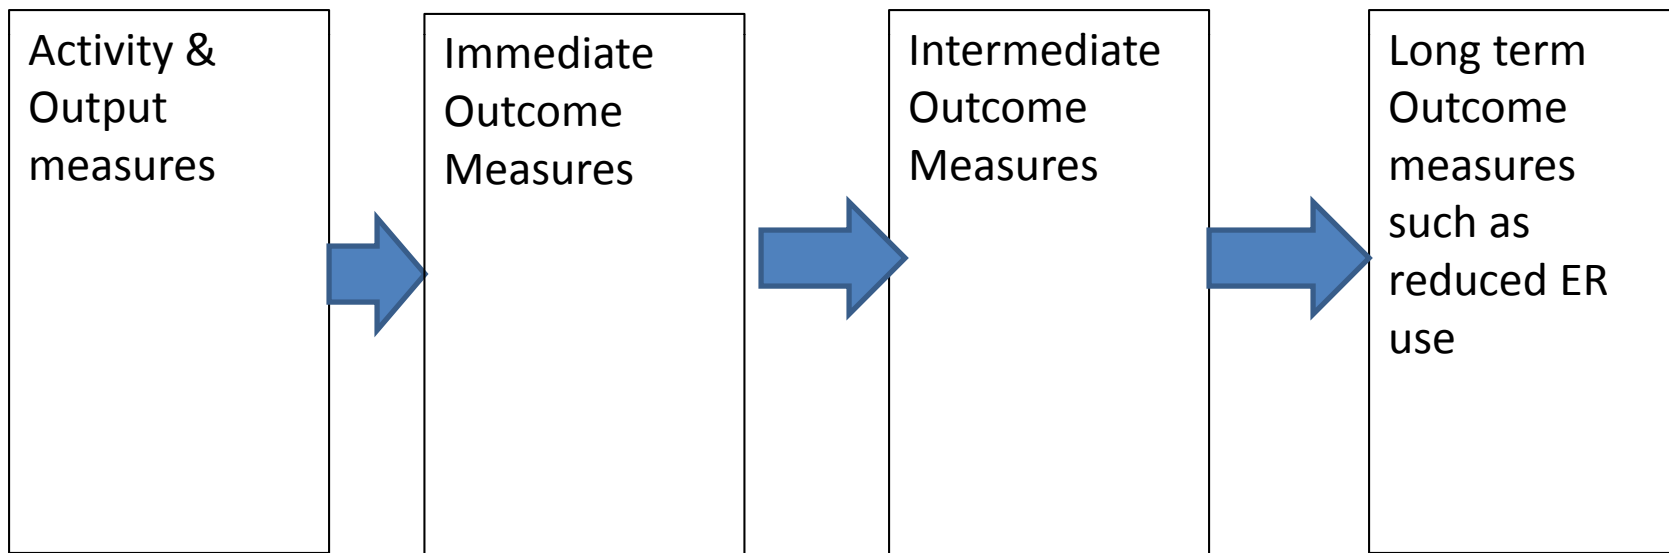 Activity &
Output
measures
Immediate
Outcome
Measures
Intermediate
Outcome
Measures
Long term
Outcome
measures
such as
reduced ER
use